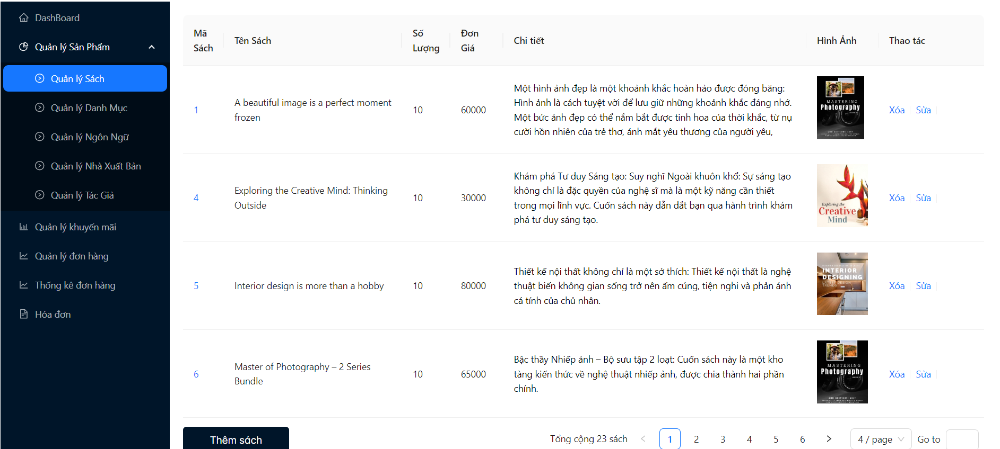 DashBoard
Quản lý Sản Phẩm
Quản lý Sách
Quản lý Danh Mục
Quản lý Ngôn Ngữ
Quản lý Nhà Xuất Bản
Quản lý Tác Giả
Quản lý khuyến mãi
Quản lý đơn hàng
Thống kê đơn hàng
Hóa đơn
Mã
Sách
Tên Sách
Số
Lượng
Đơn
Giá
Chi tiết
Hình Ảnh
Thao tác
1
A beautiful image is a perfect moment
frozen
10
60000
Một hình ảnh đẹp là một khoảnh khắc hoàn hảo được đóng băng:
Hình ảnh là cách tuyệt vời để lưu giữ những khoảnh khắc đáng nhớ.
Một bức ảnh đẹp có thể nắm bắt được tinh hoa của thời khắc, từ nụ
cười hồn nhiên của trẻ thơ, ánh mắt yêu thương của người yêu,
MASTERING
Photography
2ND EDITION | 2019
Xóa
Sửa
4
Exploring the Creative Mind: Thinking
Outside
10
30000
Khám phá Tư duy Sáng tạo: Suy nghĩ Ngoài khuôn khổ: Sự sáng tạo
không chỉ là đặc quyền của nghệ sĩ mà là một kỹ năng cần thiết
trong mọi lĩnh vực. Cuốn sách này dẫn dắt bạn qua hành trình khám
phá tư duy sáng tạo.
Exploring the
Creative
Mind
Xóa
Sửa
5
Interior design is more than a hobby
10
80000
Thiết kế nội thất không chỉ là một sở thích: Thiết kế nội thất là nghệ
thuật biến không gian sống trở nên ấm cúng, tiện nghi và phản ánh
cá tính của chủ nhân.
INTERIOR
DESIGNING
LATEST DESIGN
TRENDS
Xóa
Sửa
6
Master of Photography – 2 Series
Bundle
10
65000
Bậc thầy Nhiếp ảnh – Bộ sưu tập 2 loạt: Cuốn sách này là một kho
tàng kiến thức về nghệ thuật nhiếp ảnh, được chia thành hai phần
chính.
MASTERING
Photography
2ND EDITION | 2019
Xóa
Sửa
Thêm sách
Tổng cộng 23 sách
1
2
3
4
5
6
4 / page
Go to